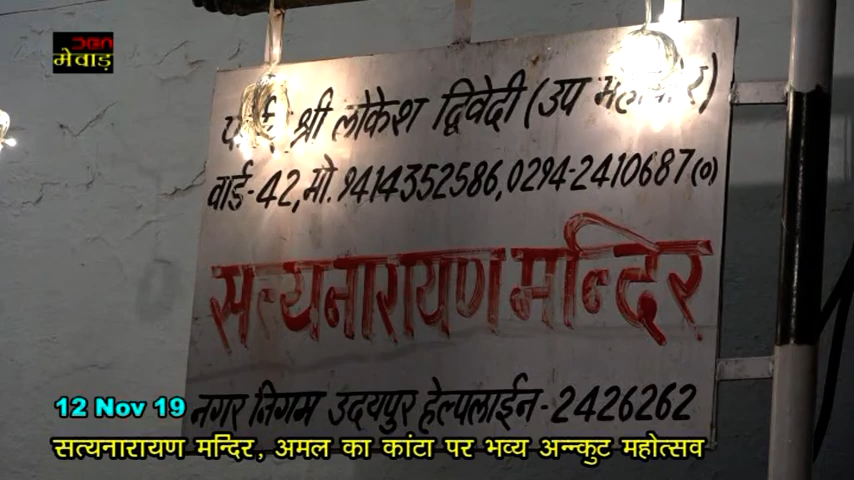 DEN
मेवाड़
श्री लोकेश द्विवेदी (उप
वार्ड-42, मो. 9414352586, 0294-2410687 (o)
सत्यनारायण मन्दिर
नगर निगम उदयपुर हेल्पलाईन-2426262
12 Nov 19
सत्यनारायण मन्दिर, अमल का कांटा पर भव्य अन्न्कुट महोत्सव